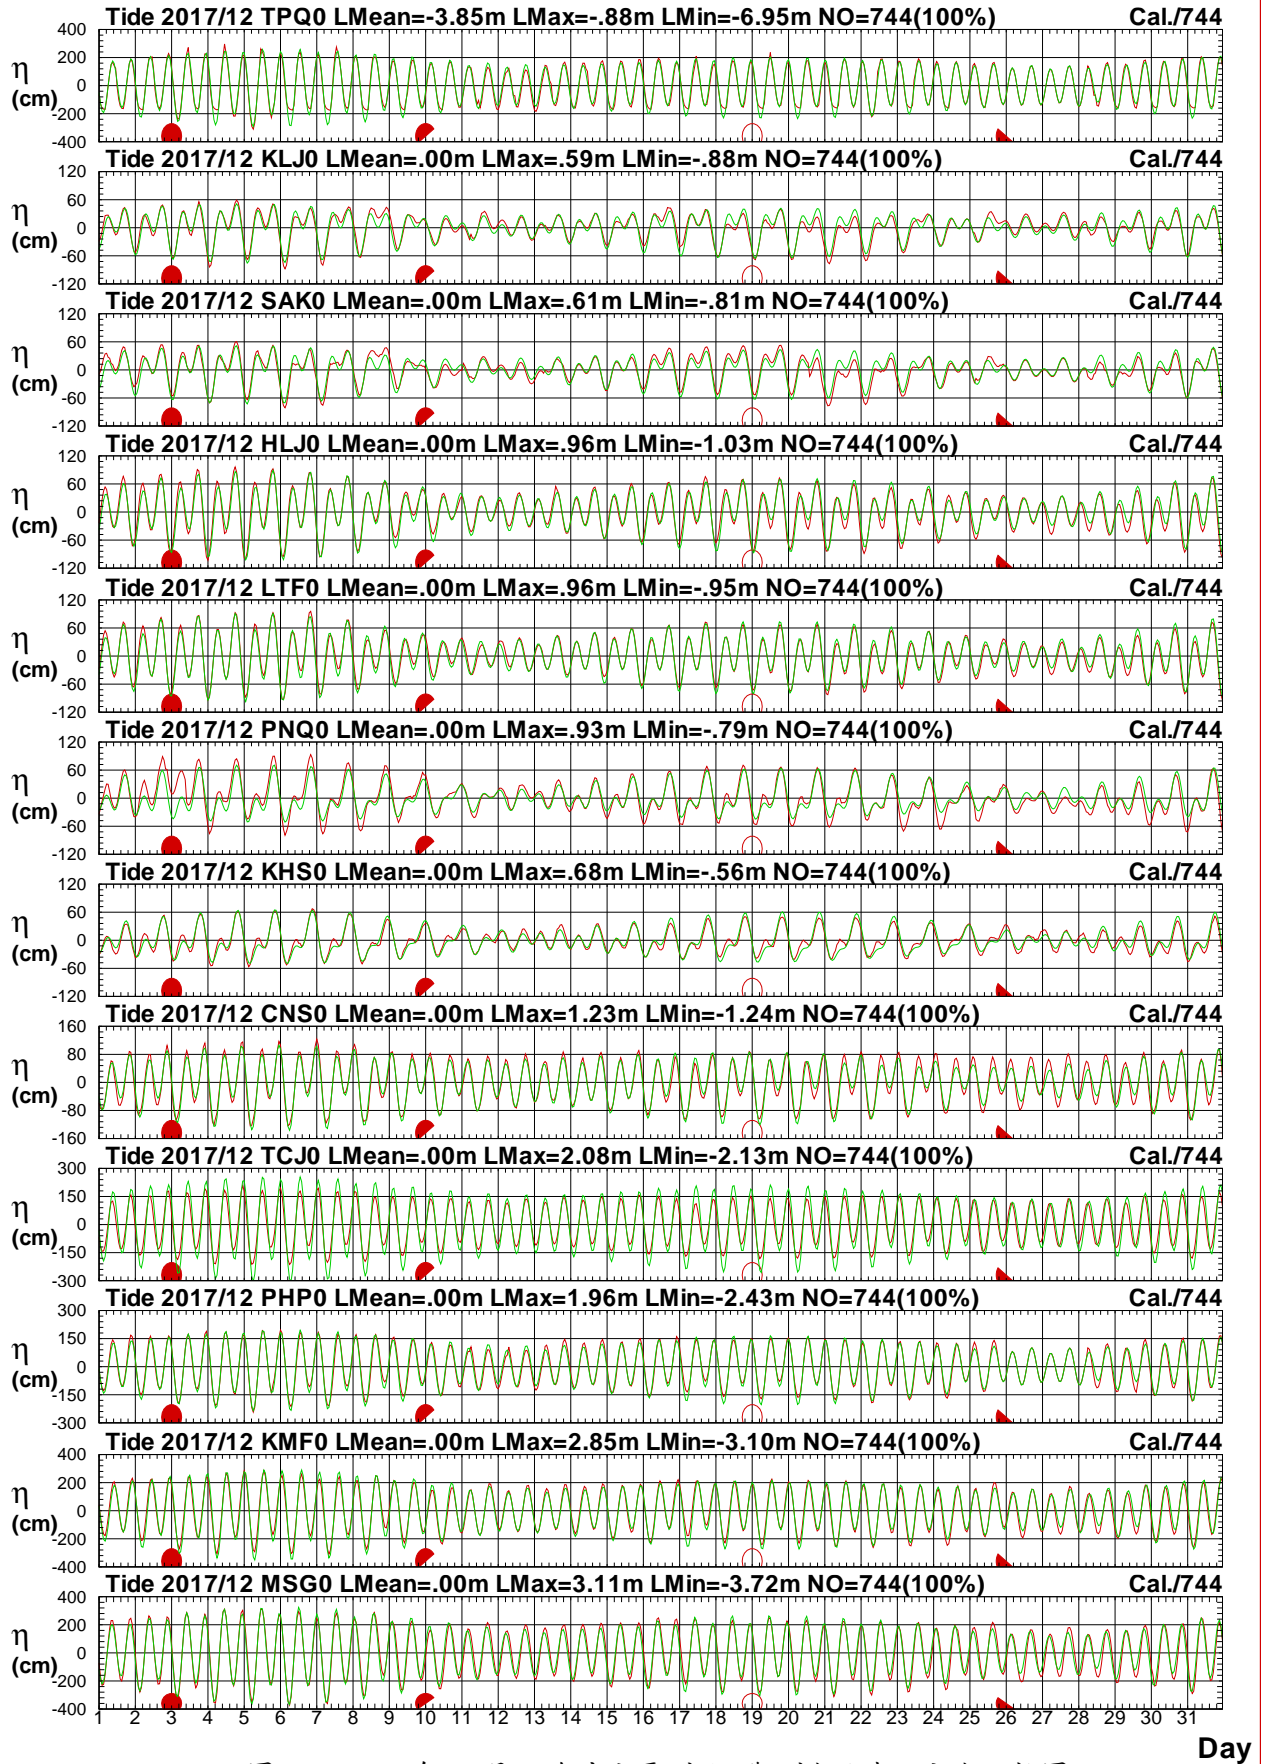 Tide 2017/12 TPQ0 LMean=-3.85m LMax=-.88m LMin=-6.95m NO=744(100%) Cal./744
400
200
0
-200
-400
η
(cm)
Tide 2017/12 KLJ0 LMean=.00m LMax=.59m LMin=-.88m NO=744(100%) Cal./744
120
60
0
-60
-120
η
(cm)
Tide 2017/12 SAK0 LMean=.00m LMax=.61m LMin=-.81m NO=744(100%) Cal./744
120
60
0
-60
-120
η
(cm)
Tide 2017/12 HLJ0 LMean=.00m LMax=.96m LMin=-1.03m NO=744(100%) Cal./744
120
60
0
-60
-120
η
(cm)
Tide 2017/12 LTF0 LMean=.00m LMax=.96m LMin=-.95m NO=744(100%) Cal./744
120
60
0
-60
-120
η
(cm)
Tide 2017/12 PNQ0 LMean=.00m LMax=.93m LMin=-.79m NO=744(100%) Cal./744
120
60
0
-60
-120
η
(cm)
Tide 2017/12 KHS0 LMean=.00m LMax=.68m LMin=-.56m NO=744(100%) Cal./744
120
60
0
-60
-120
η
(cm)
Tide 2017/12 CNS0 LMean=.00m LMax=1.23m LMin=-1.24m NO=744(100%) Cal./744
160
80
0
-80
-160
η
(cm)
Tide 2017/12 TCJ0 LMean=.00m LMax=2.08m LMin=-2.13m NO=744(100%) Cal./744
300
150
0
-150
-300
η
(cm)
Tide 2017/12 PHP0 LMean=.00m LMax=1.96m LMin=-2.43m NO=744(100%) Cal./744
300
150
0
-150
-300
η
(cm)
Tide 2017/12 KMF0 LMean=.00m LMax=2.85m LMin=-3.10m NO=744(100%) Cal./744
400
200
0
-200
-400
η
(cm)
Tide 2017/12 MSG0 LMean=.00m LMax=3.11m LMin=-3.72m NO=744(100%) Cal./744
400
200
0
-200
-400
η
(cm)
1 2 3 4 5 6 7 8 9 10 11 12 13 14 15 16 17 18 19 20 21 22 23 24 25 26 27 28 29 30 31
Day